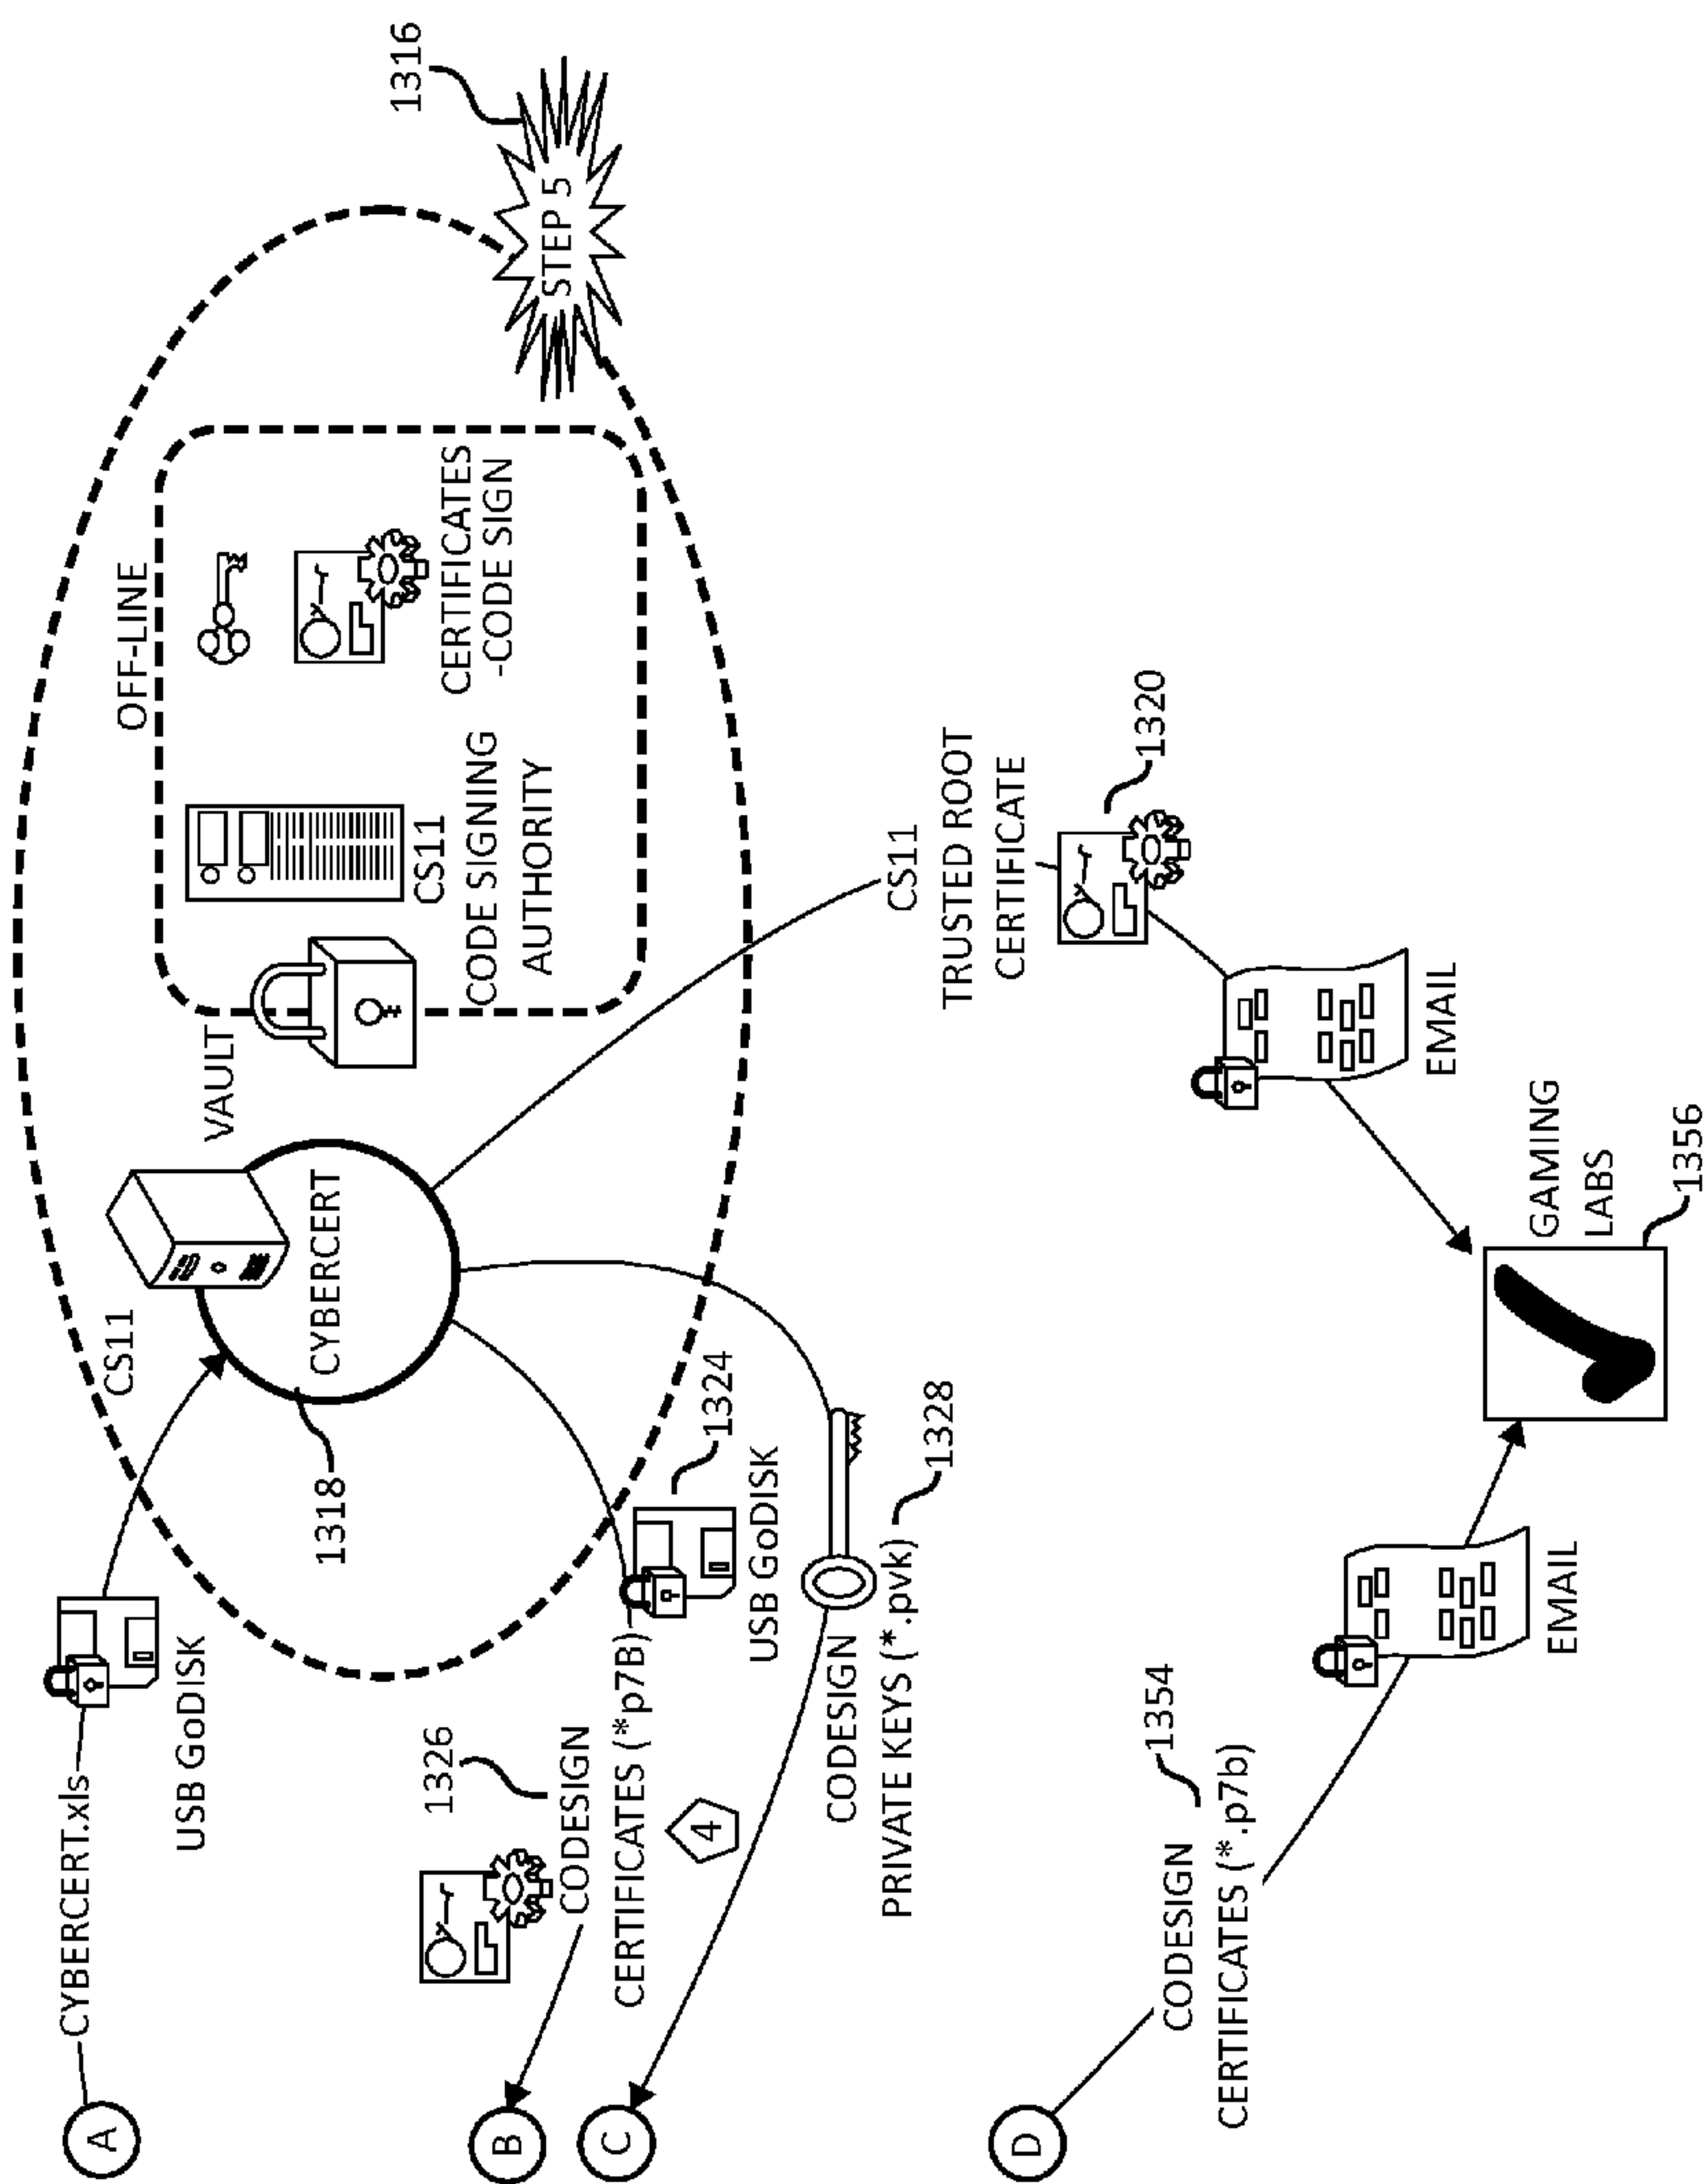 A
CYBERCERT.xls
USB GoDISK
CS11
CYBERCERT
1318
VAULT
OFF-LINE
CS11
CODE SIGNING
AUTHORITY
CERTIFICATES
-CODE SIGN
STEP 5
1316
B
1326
CODESIGN
CERTIFICATES (*p7B)
1324
USB GoDISK
C
4
CODESIGN
PRIVATE KEYS (*.pvk)
1328
CS11
TRUSTED ROOT
CERTIFICATE
1320
EMAIL
D
1354
CODESIGN
CERTIFICATES (*.p7b)
EMAIL
GAMING
LABS
1356